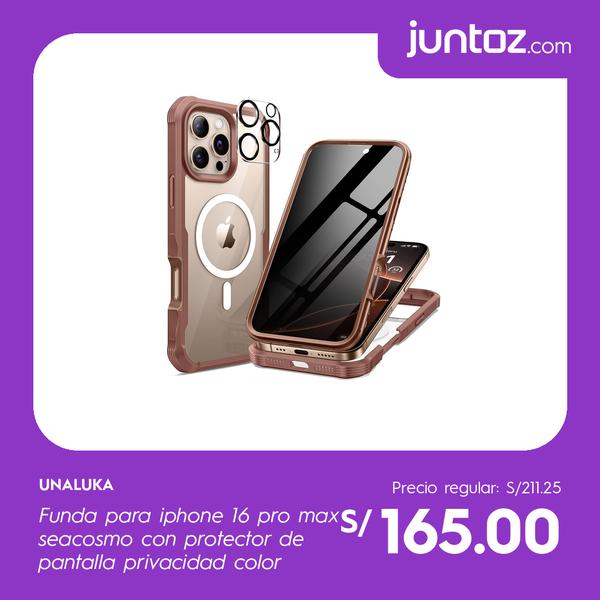 juntoz.com
UNALUKA
Funda para iphone 16 pro max
seacosmo con protector de
pantalla privacidad color
Precio regular: S/211.25
S/165.00